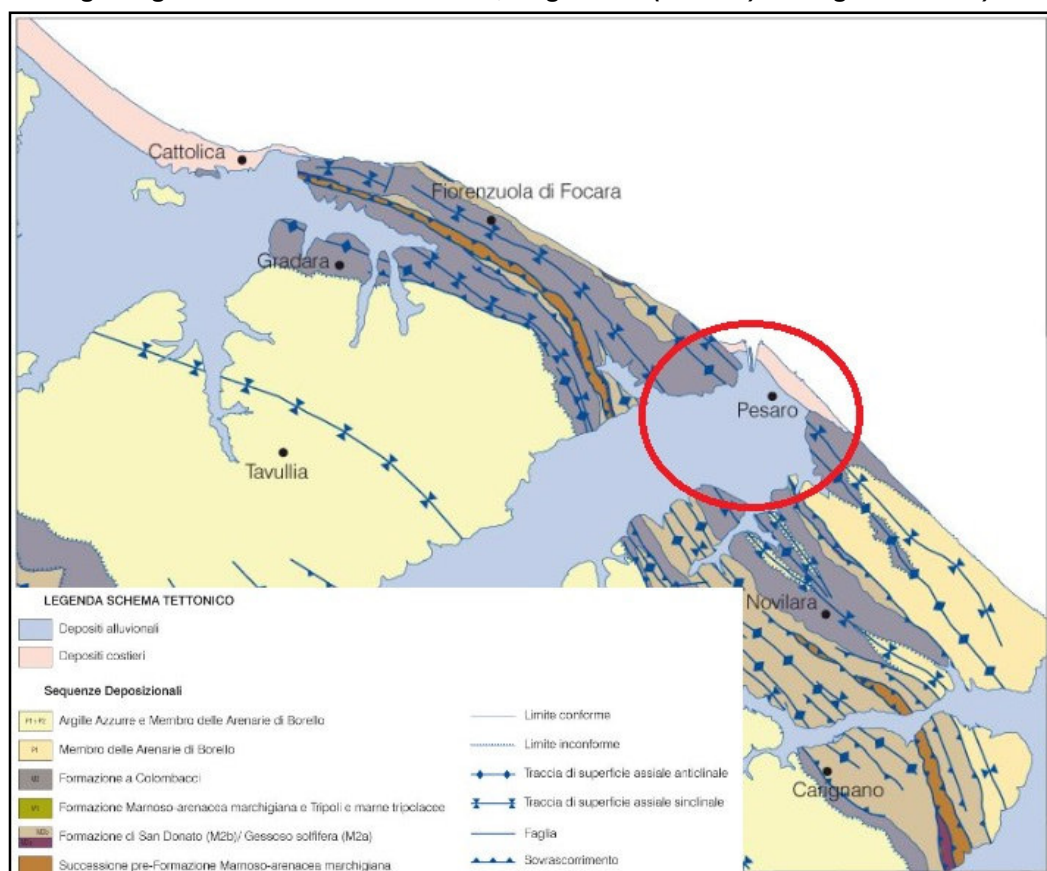 Cattolica
Fiorenzuola di Focara
Gradara
Pesaro
Tavullia
Novilara
Carignano
LEGENDA SCHEMA TETTONICO
Depositi alluvionali
Depositi costieri
Sequenze Deposizionali
Argille Azzurre e Membro delle Arenarie di Borello
P1 Membro delle Arenarie di Borello
Formazione a Colombacci
Formazione Marnoso-arenacea marchigiana e Tripoli e marne tripolacee
Formazione di San Donato (M2b)/ Gessoso solfifera (M2a)
Successione pre-Formazione Marnoso-arenacea marchigiana
Limite conforme
Limite inconforme
Traccia di superficie assiale anticlinale
Traccia di superficie assiale sinclinale
Faglia
Sovrascorrimento